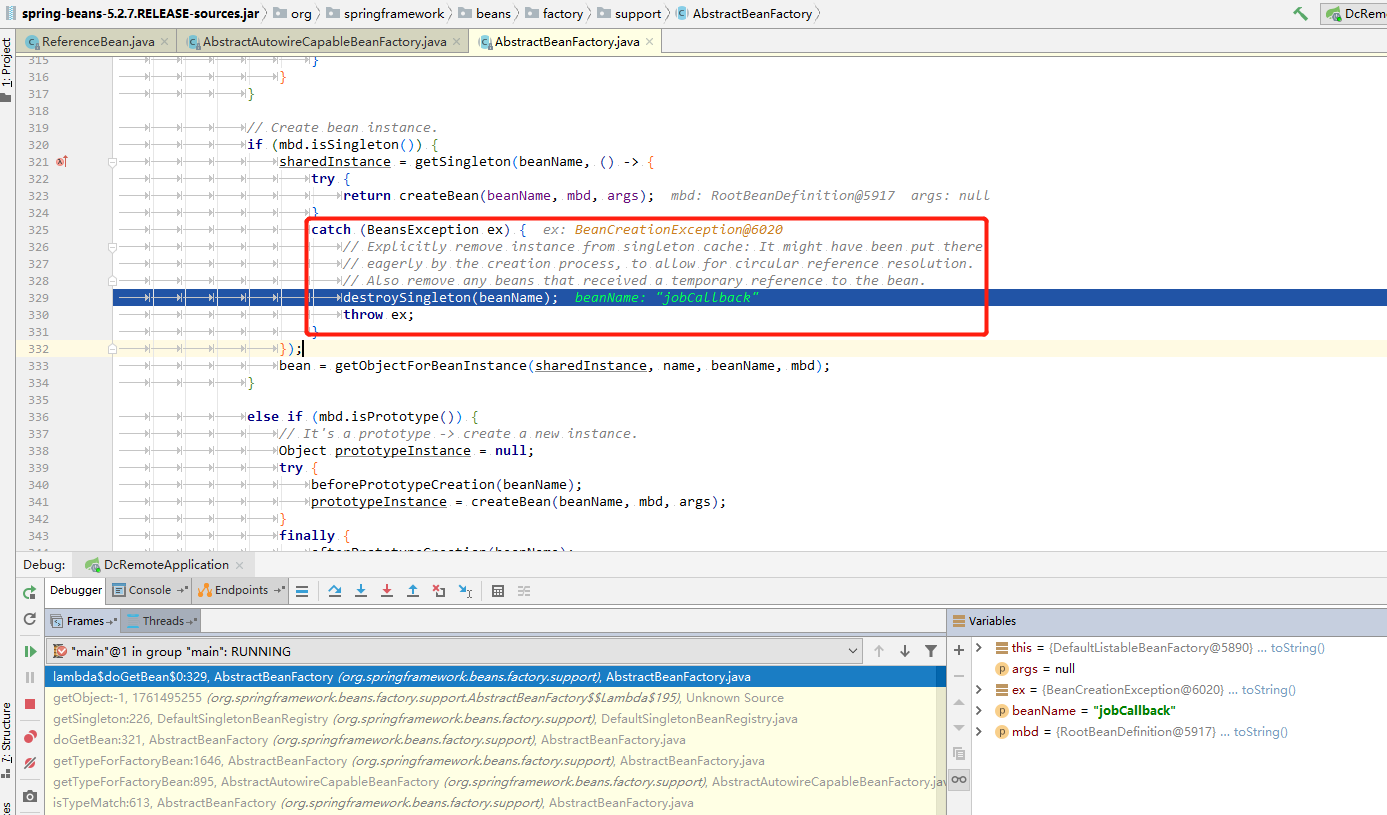 spring-beans-5.2.7.RELEASE-sources.jar org springframework beans factory support AbstractBeanFactory DcRem
ReferenceBean.java AbstractAutowireCapableBeanFactory.java AbstractBeanFactory.java
1: Project
315 }
316 }
317 }
318
319 // Create bean instance.
320 if (mbd.isSingleton()) {
321 sharedInstance = getSingleton(beanName, () -> {
322 try {
323 return createBean(beanName, mbd, args); mbd: RootBeanDefinition@5917 args: null
324 }
325 catch (BeansException ex) { ex: BeanCreationException@6020
326 // Explicitly remove instance from singleton cache: It might have been put there
327 // eagerly by the creation process, to allow for circular reference resolution.
328 // Also remove any beans that received a temporary reference to the bean.
329 destroySingleton(beanName); beanName: "jobCallback"
330 throw ex;
331 }
332 });
333 bean = getObjectForBeanInstance(sharedInstance, name, beanName, mbd);
334 }
335
336 else if (mbd.isPrototype()) {
337 // It's a prototype -> create a new instance.
338 Object prototypeInstance = null;
339 try {
340 beforePrototypeCreation(beanName);
341 prototypeInstance = createBean(beanName, mbd, args);
342 }
343 finally {
Debug: DcRemoteApplication
Debugger Console Endpoints
Frames Threads
"main"@1 in group "main": RUNNING
lambda$doGetBean$0:329, AbstractBeanFactory (org.springframework.beans.factory.support), AbstractBeanFactory.java
getObject:-1, 1761495255 (org.springframework.beans.factory.support.AbstractBeanFactory$$Lambda$195), Unknown Source
getSingleton:226, DefaultSingletonBeanRegistry (org.springframework.beans.factory.support), DefaultSingletonBeanRegistry.java
doGetBean:321, AbstractBeanFactory (org.springframework.beans.factory.support), AbstractBeanFactory.java
getTypeForFactoryBean:1646, AbstractBeanFactory (org.springframework.beans.factory.support), AbstractBeanFactory.java
getTypeForFactoryBean:895, AbstractAutowireCapableBeanFactory (org.springframework.beans.factory.support), AbstractAutowireCapableBeanFactory.java
isTypeMatch:613, AbstractBeanFactory (org.springframework.beans.factory.support), AbstractBeanFactory.java
Variables
this = {DefaultListableBeanFactory@5890} ... toString()
args = null
ex = {BeanCreationException@6020} ... toString()
beanName = "jobCallback"
mbd = {RootBeanDefinition@5917} ... toString()
7: Structure